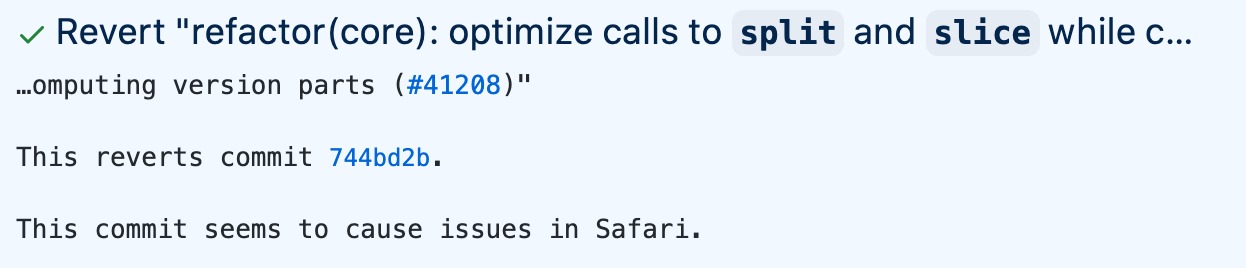 Revert "refactor(core): optimize calls to split and slice while c...
…omputing version parts (#41208)"
This reverts commit 744bd2b.
This commit seems to cause issues in Safari.